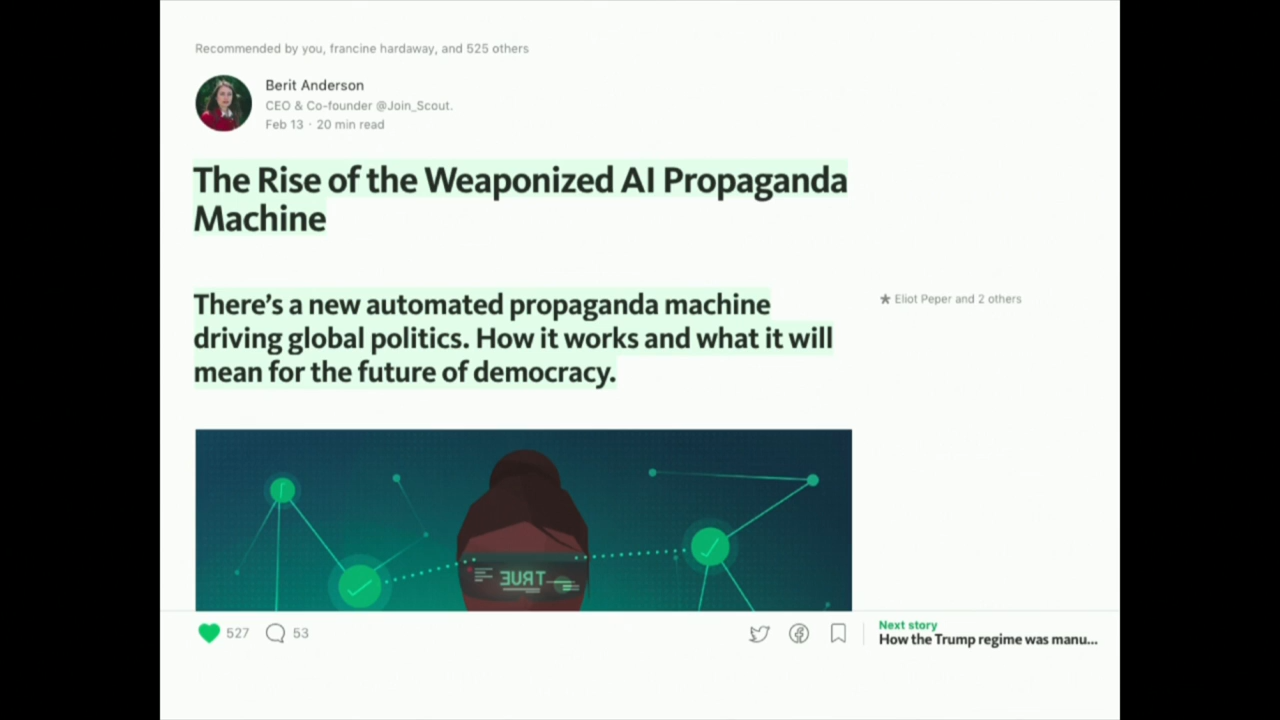 Recommended by you, francine hardaway, and 525 others
Berit Anderson
CEO & Co-founder @Join_Scout.
Feb 13 · 20 min read
The Rise of the Weaponized AI Propaganda
Machine
There's a new automated propaganda machine
driving global politics. How it works and what it will
mean for the future of democracy.
★ Eliot Peper and 2 others
TRUE
527
53
Next story
How the Trump regime was manu...